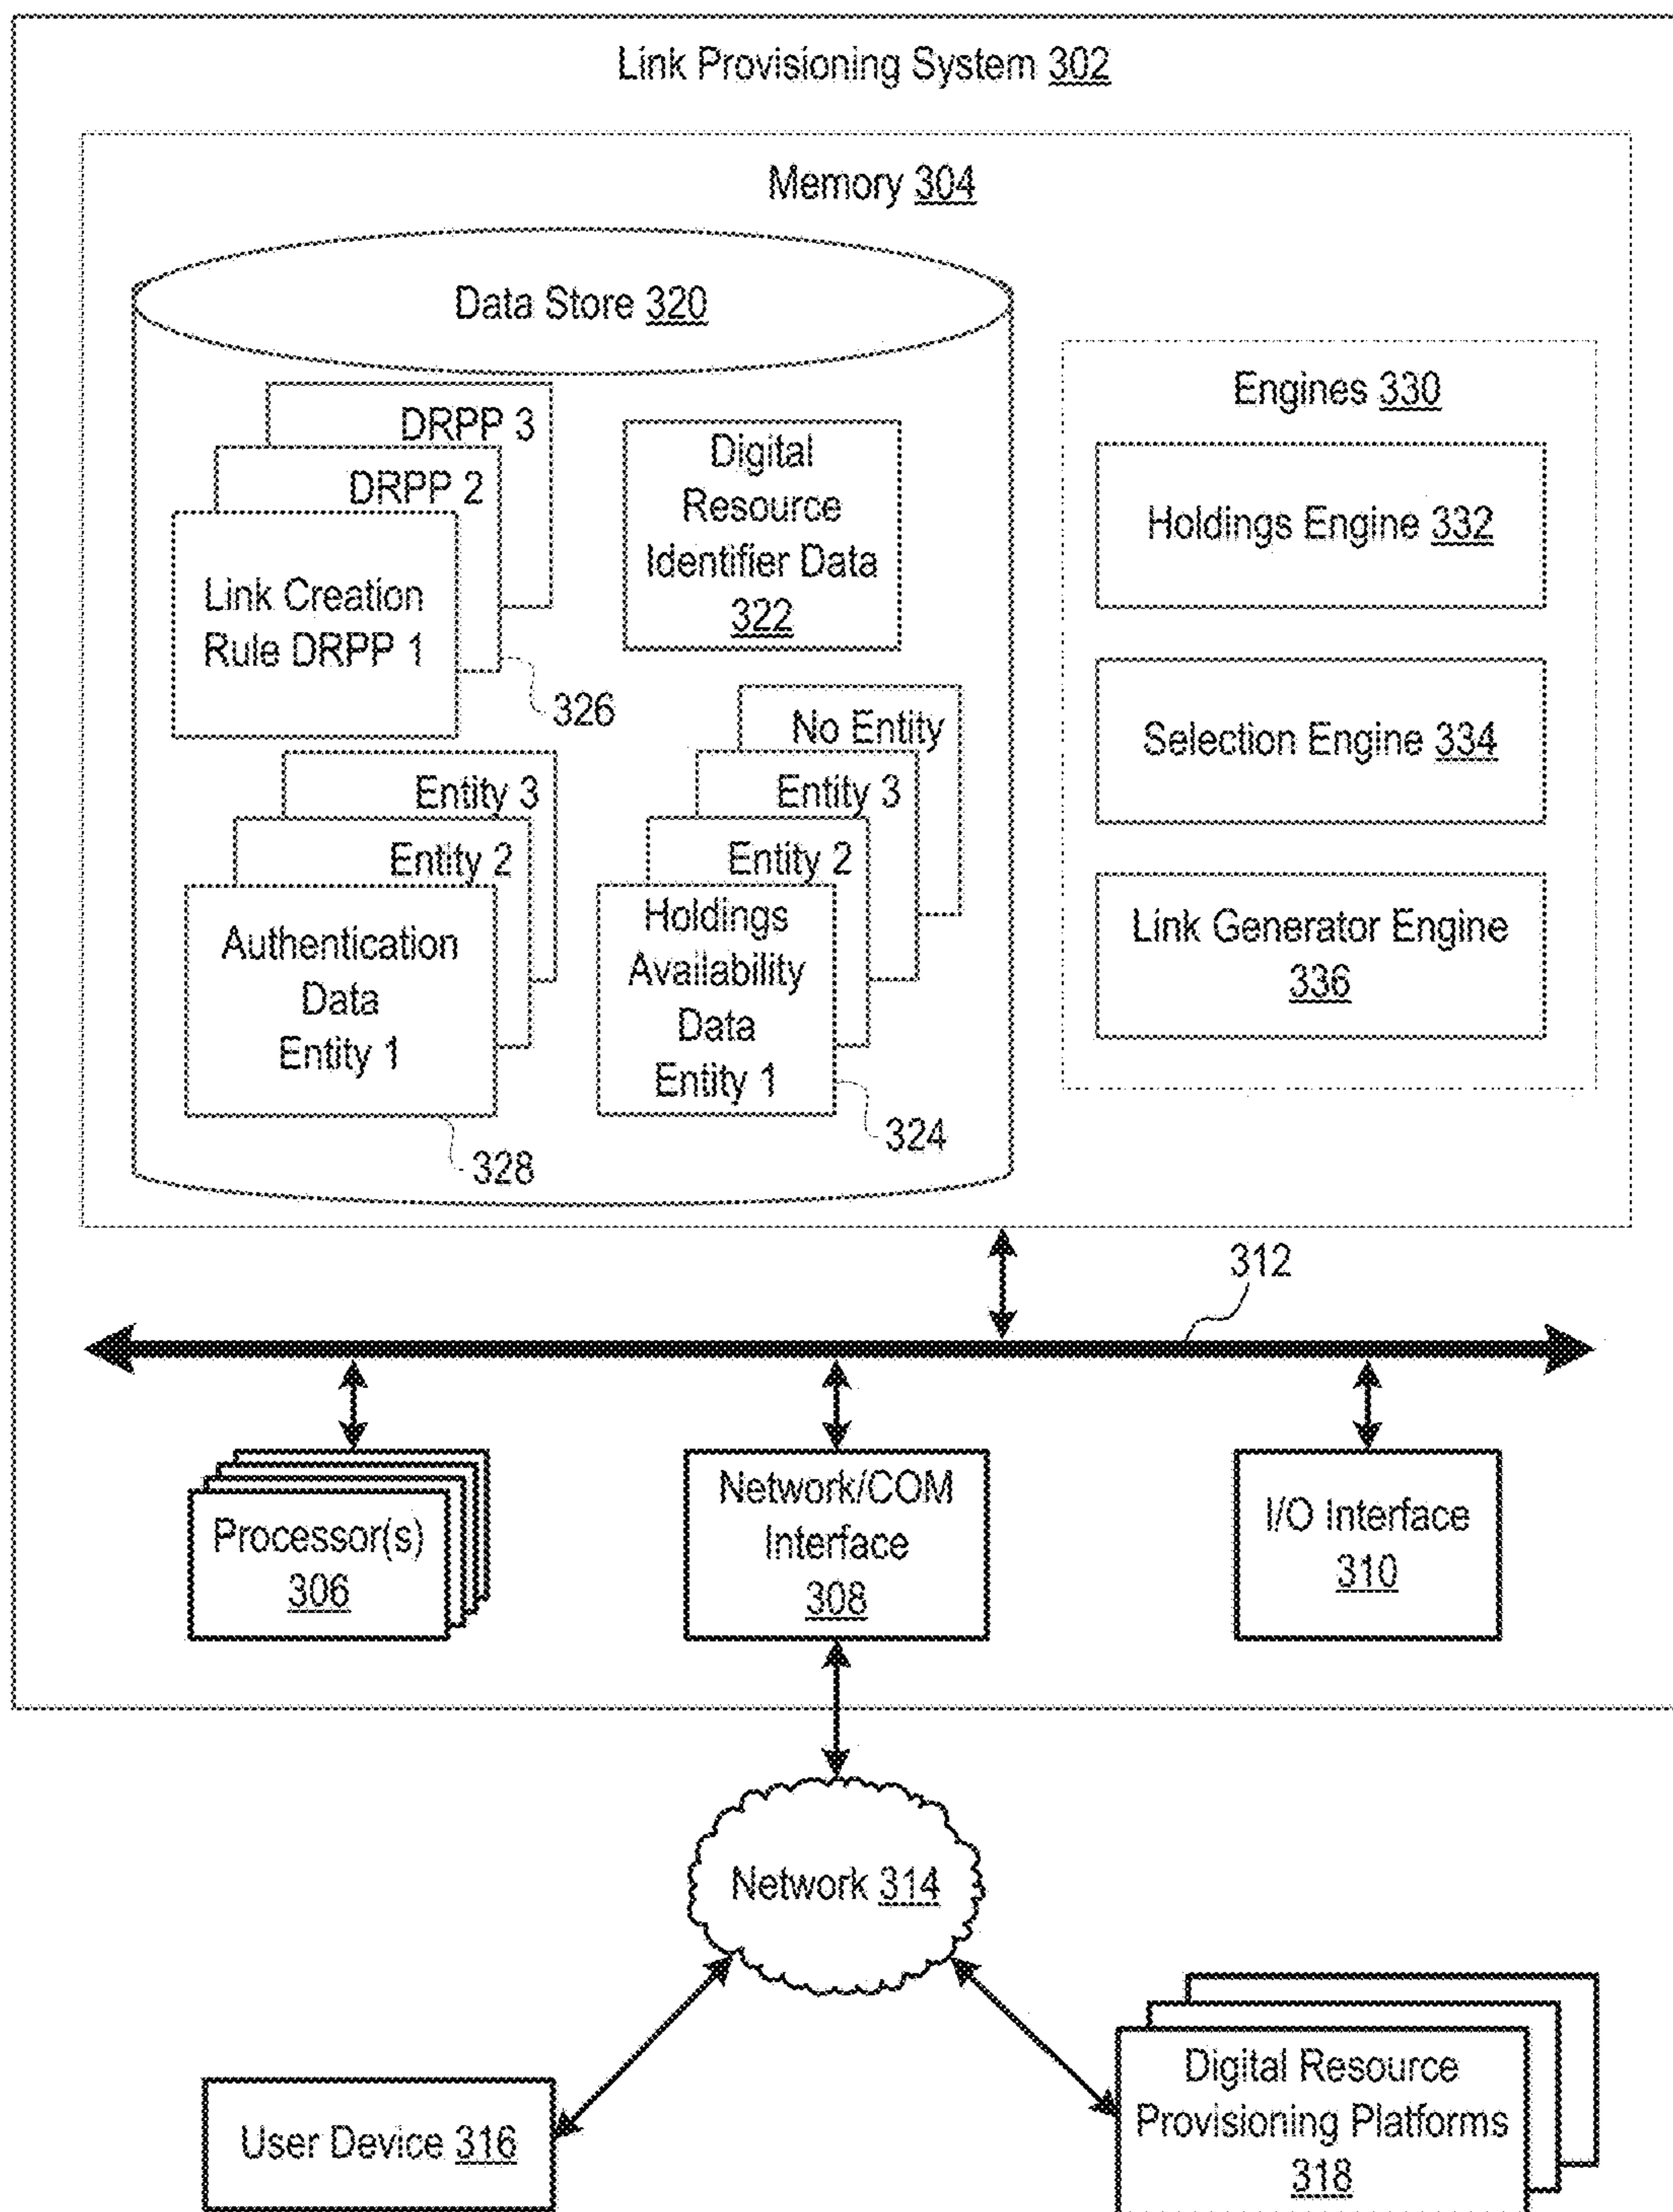 Link Provisioning System 302
Memory 304
Data Store 320
DRPP 3
DRPP 2
Link Creation
Rule DRPP 1
326
Digital
Resource
Identifier Data
322
Entity 3
Entity 2
Authentication
Data
Entity 1
328
No Entity
Entity 3
Entity 2
Holdings
Availability
Data
Entity 1
324
Engines 330
Holdings Engine 332
Selection Engine 334
Link Generator Engine
336
312
Processor(s)
306
Network/COM
Interface
308
I/O Interface
310
Network 314
User Device 316
Digital Resource
Provisioning Platforms
318